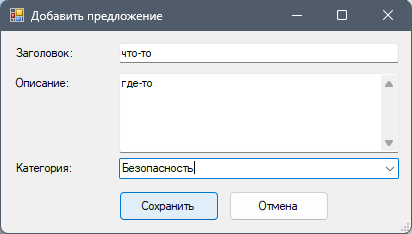 Добавить предложение
Заголовок: что-то
Описание: где-то
Категория: Безопасность
Сохранить Отмена